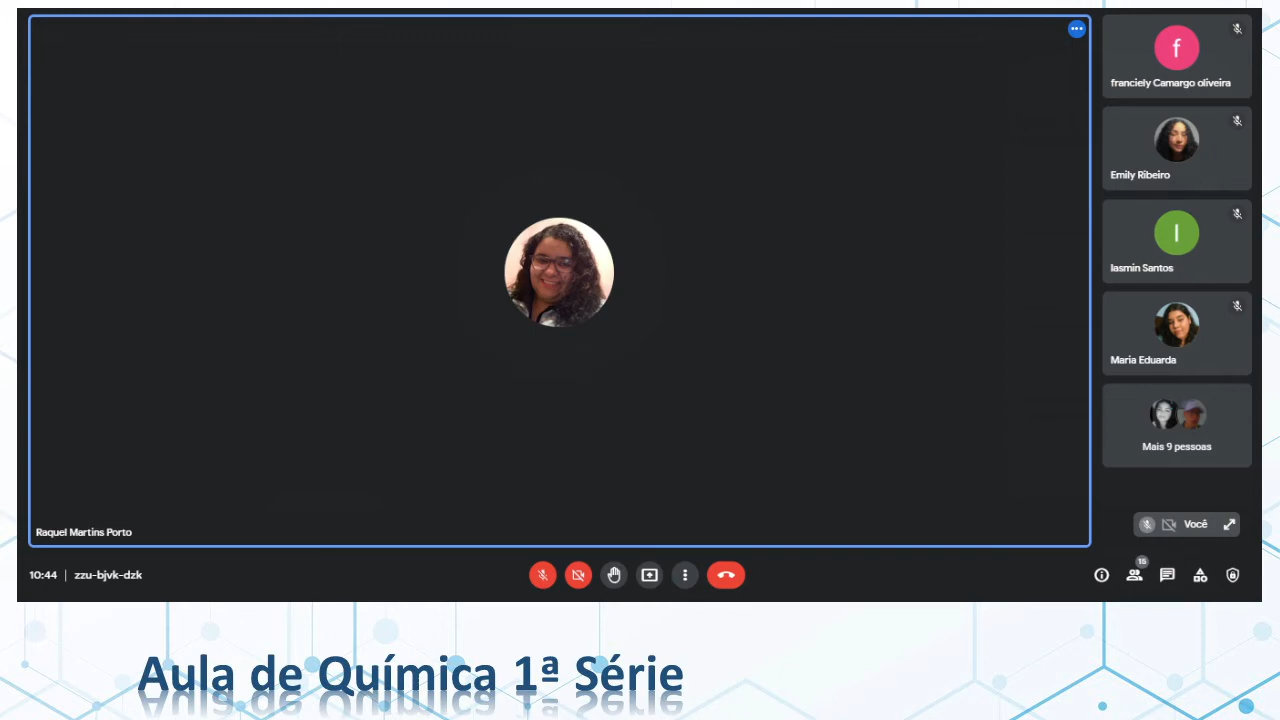 f
franciely Camargo oliveira
Emily Ribeiro
I
Iasmin Santos
Maria Eduarda
Mais 9 pessoas
Você
Raquel Martins Porto
10:44 | zzu-bjvk-dzk
15
Aula de Química 1ª Série